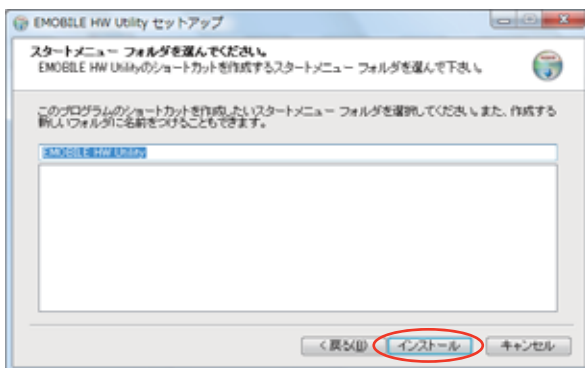 EMOBILE HW Utility セットアップ
スタートメニュー フォルダを選んでください。
EMOBILE HW Utilityのショートカットを作成するスタートメニュー フォルダを選んで下さい。
このプログラムのショートカットを作成したいスタートメニュー フォルダを選択してください。また、作成する
新しいフォルダに名前をつけることもできます。
EMOBILE HW Utility
< 戻る(B) インストール キャンセル